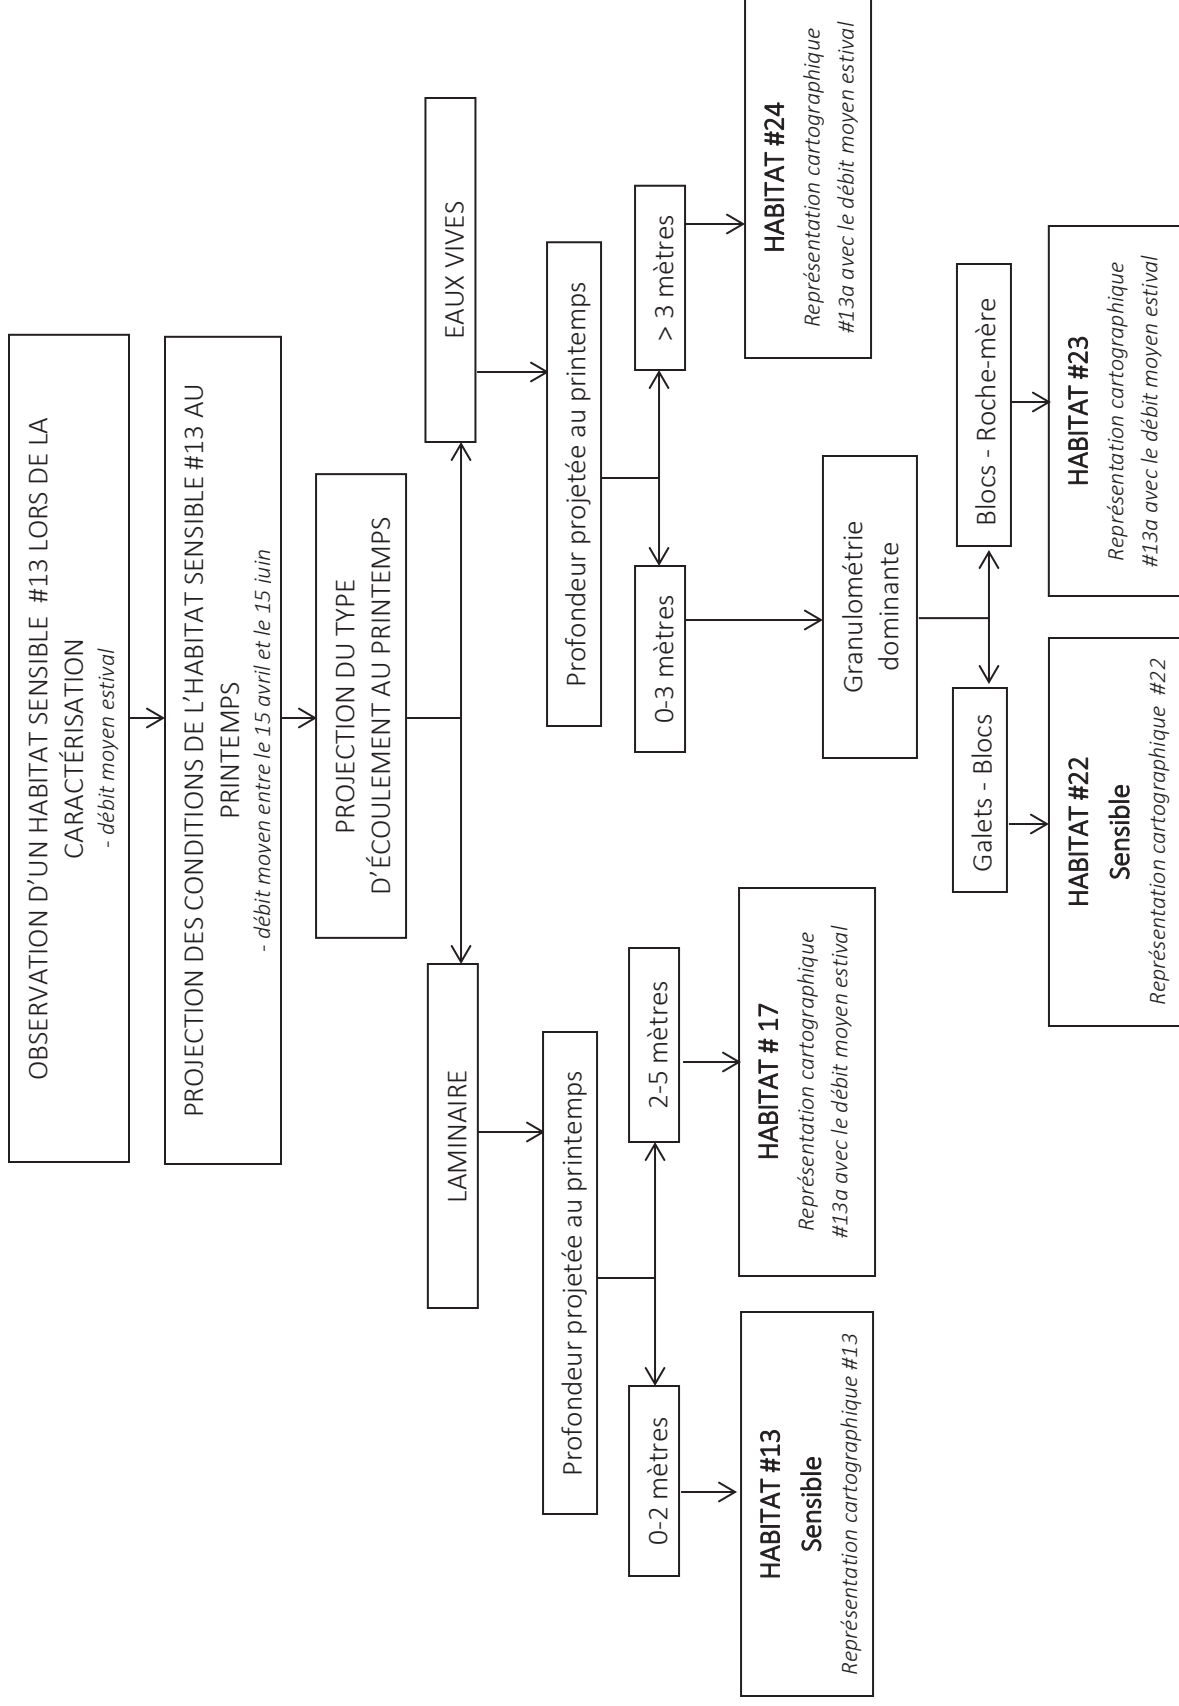 OBSERVATION D'UN HABITAT SENSIBLE #13 LORS DE LA
CARACTÉRISATION
- débit moyen estival
PROJECTION DES CONDITIONS DE L'HABITAT SENSIBLE #13 AU
PRINTEMPS
- débit moyen entre le 15 avril et le 15 juin
PROJECTION DU TYPE
D'ÉCOULEMENT AU PRINTEMPS
LAMINAIRE
EAUX VIVES
Profondeur projetée au printemps
Profondeur projetée au printemps
0-2 mètres
2-5 mètres
0-3 mètres
> 3 mètres
HABITAT #13
Sensible
Représentation cartographique #13
HABITAT # 17
Représentation cartographique
#13a avec le débit moyen estival
Granulométrie
dominante
HABITAT #24
Représentation cartographique
#13a avec le débit moyen estival
Galets - Blocs
Blocs - Roche-mère
HABITAT #22
Sensible
Représentation cartographique #22
HABITAT #23
Représentation cartographique
#13a avec le débit moyen estival